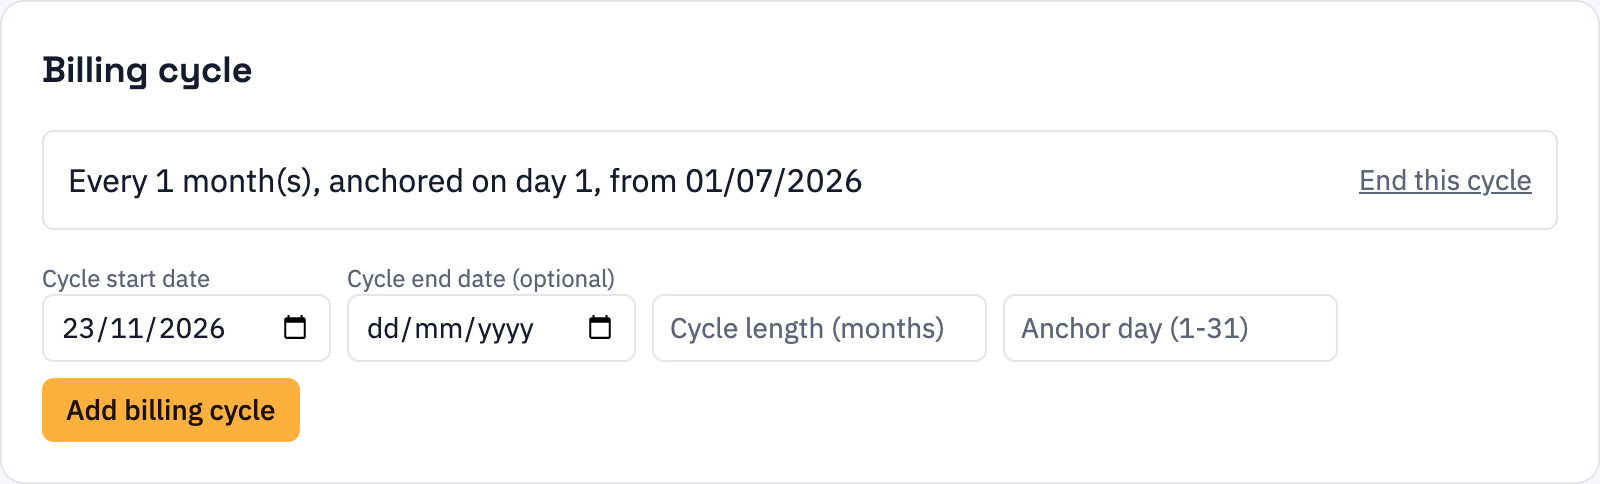 Billing cycle
Every 1 month(s), anchored on day 1, from 01/07/2026
End this cycle
Cycle start date
Cycle end date (optional)
23/11/2026
dd/mm/yyyy
Cycle length (months)
Anchor day (1-31)
Add billing cycle